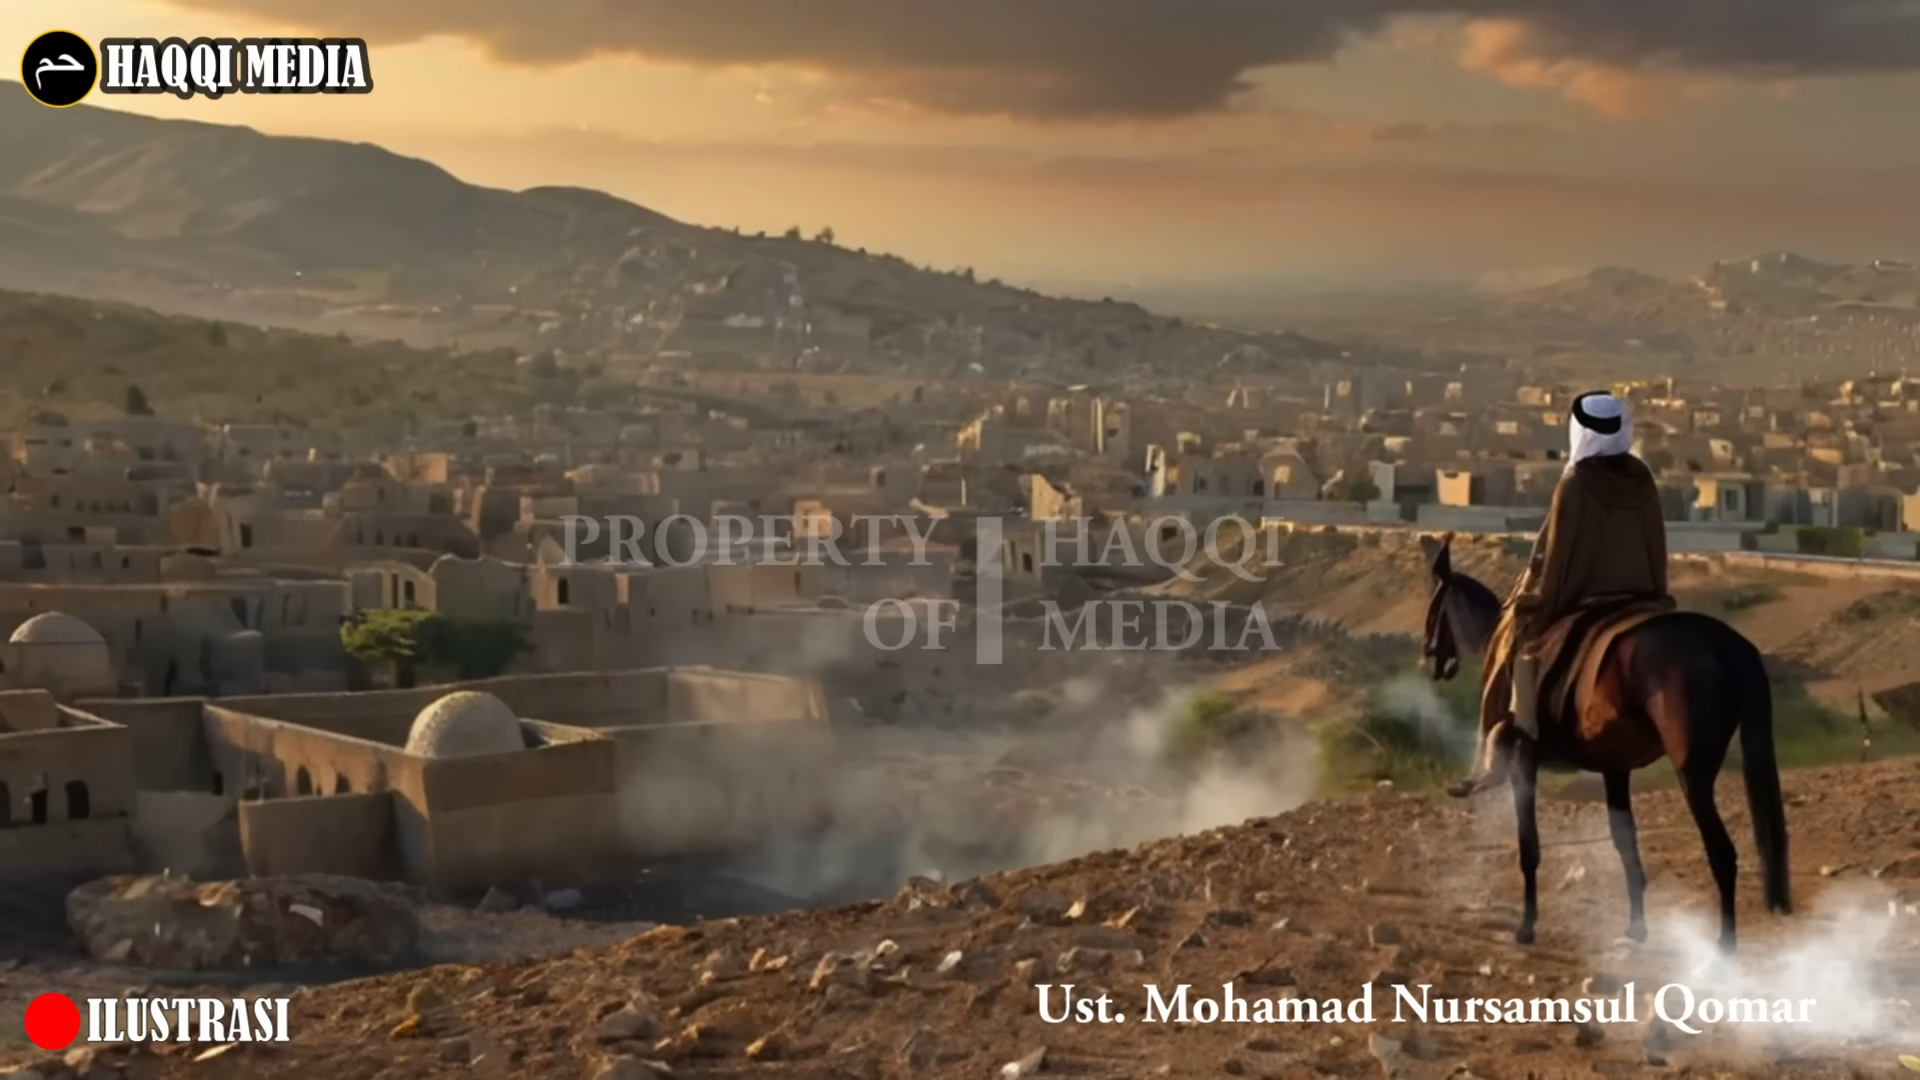 حم
HAQQI MEDIA
PROPERTY HAQQI
OF MEDIA
ILUSTRASI
Ust. Mohamad Nursamsul Qomar